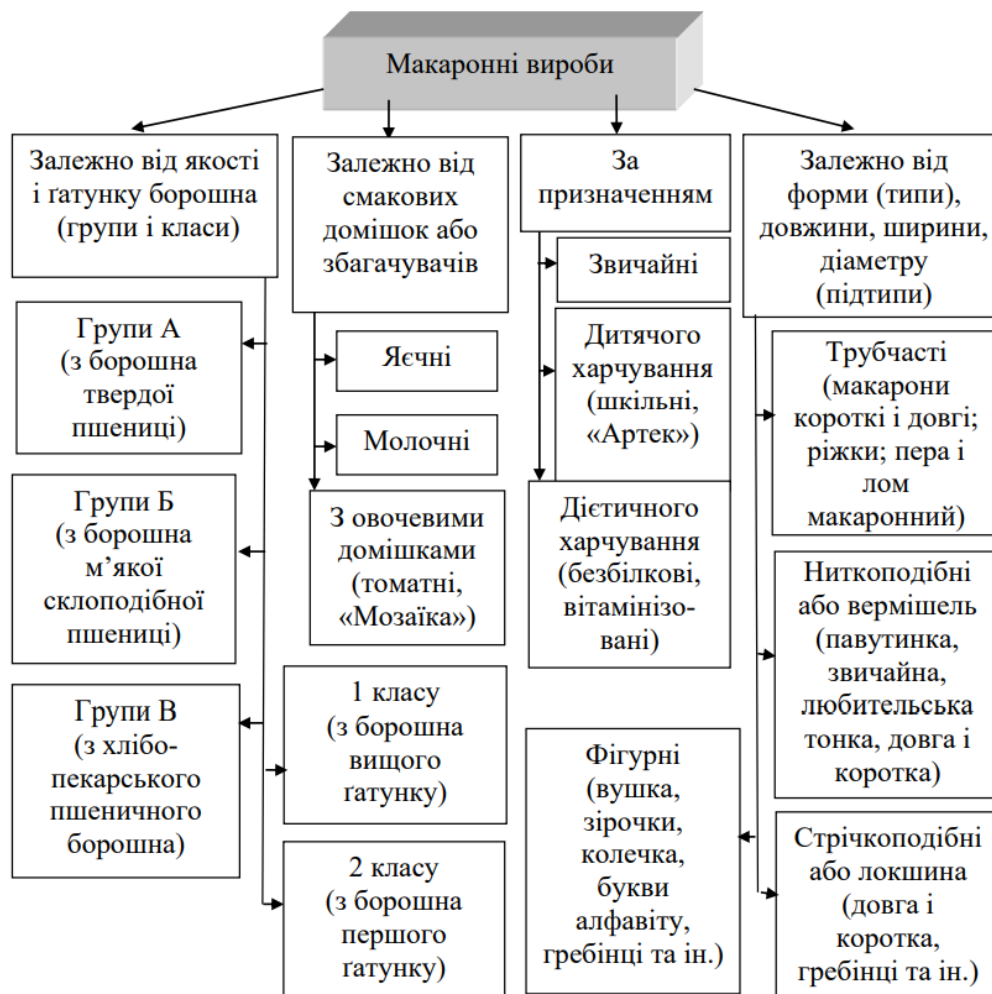 Макаронні вироби
Залежно від якості
і ґатунку борошна
(групи і класи)
Залежно від
смакових
домішок або
збагачувачів
За
призначенням
Залежно від
форми (типи),
довжини, ширини,
діаметру
(підтипи)
Групи А
(з борошна
твердої
пшениці)
Групи Б
(з борошна
м’якої
склоподібної
пшениці)
Групи В
(з хлібо-
пекарського
пшеничного
борошна)
1 класу
(з борошна
вищого
ґатунку)
2 класу
(з борошна
першого
ґатунку)
Яєчні
Молочні
З овочевими
домішками
(томатні,
«Мозаїка»)
Звичайні
Дитячого
харчування
(шкільні,
«Артек»)
Дієтичного
харчування
(безбілкові,
вітамінізо-
вані)
Трубчасті
(макарони
короткі і довгі;
ріжки; пера і
лом
макаронний)
Ниткоподібні
або вермішель
(павутинка,
звичайна,
любительська
тонка, довга і
коротка)
Фігурні
(вушка,
зірочки,
колечка,
букви
алфавіту,
гребінці та ін.)
Стрічкоподібні
або локшина
(довга і
коротка,
гребінці та ін.)